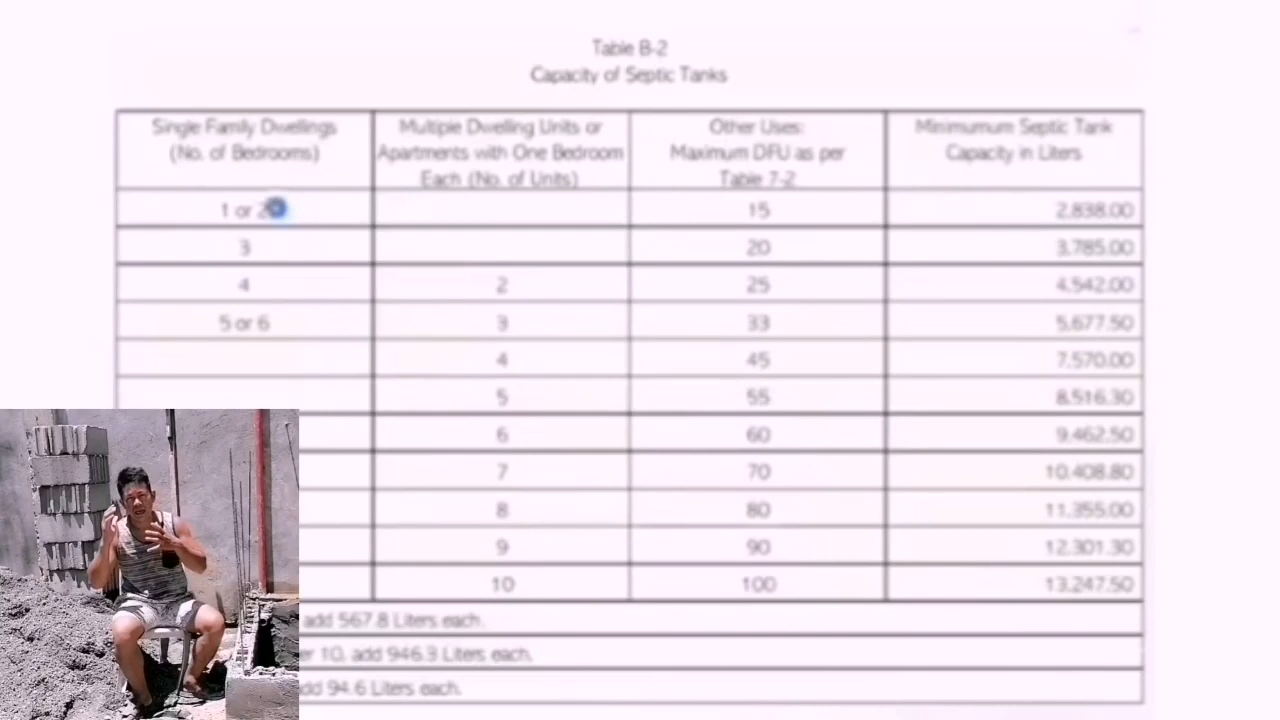 Table B-2
Capacity of Septic Tanks
Single Family Dwellings (No. of Bedrooms) Multiple Dwelling Units or Apartments with One Bedroom Each (No. of Units) Other Uses: Maximum DFU as per Table 7-2 Minimumum Septic Tank Capacity in Liters
1 or 2 15 2,838.00
3 20 3,785.00
4 2 25 4,542.00
5 or 6 3 33 5,677.50
4 45 7,570.00
5 55 8,516.30
6 60 9,462.50
7 70 10,408.80
8 80 11,355.00
9 90 12,301.30
10 100 13,247.50
add 567.8 Liters each.
10, add 946.3 Liters each.
94.6 Liters each.